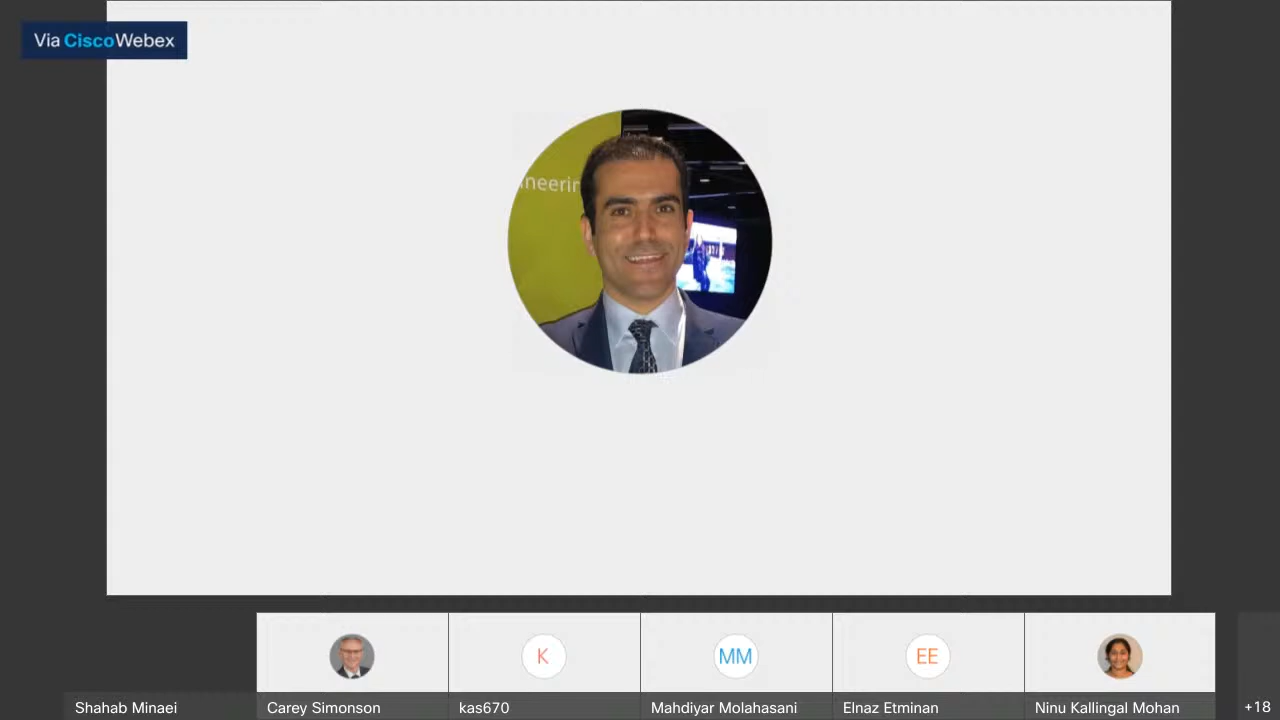 Via CiscoWebex
neerin
K
MM
EE
Shahab Minaei
Carey Simonson
kas670
Mahdiyar Molahasani
Elnaz Etminan
Ninu Kallingal Mohan
+18